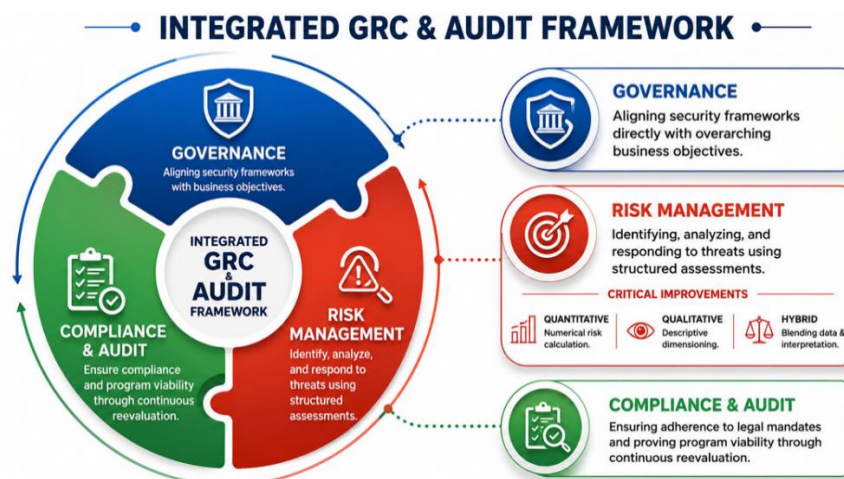 INTEGRATED GRC & AUDIT FRAMEWORK
GOVERNANCE
Aligning security frameworks
with business objectives.
INTEGRATED
GRC
&
AUDIT
FRAMEWORK
COMPLIANCE
& AUDIT
Ensure compliance
and program viability
through continuous
reevaluation.
RISK
MANAGEMENT
Identify, analyze,
and respond to
threats using
structured
assessments.
GOVERNANCE
Aligning security frameworks
directly with overarching
business objectives.
RISK MANAGEMENT
Identifying, analyzing, and
responding to threats using
structured assessments.
CRITICAL IMPROVEMENTS
QUANTITATIVE
Numerical risk
calculation.
QUALITATIVE
Descriptive
dimensioning.
HYBRID
Blending data &
interpretation.
COMPLIANCE & AUDIT
Ensuring adherence to legal mandates
and proving program viability through
continuous reevaluation.